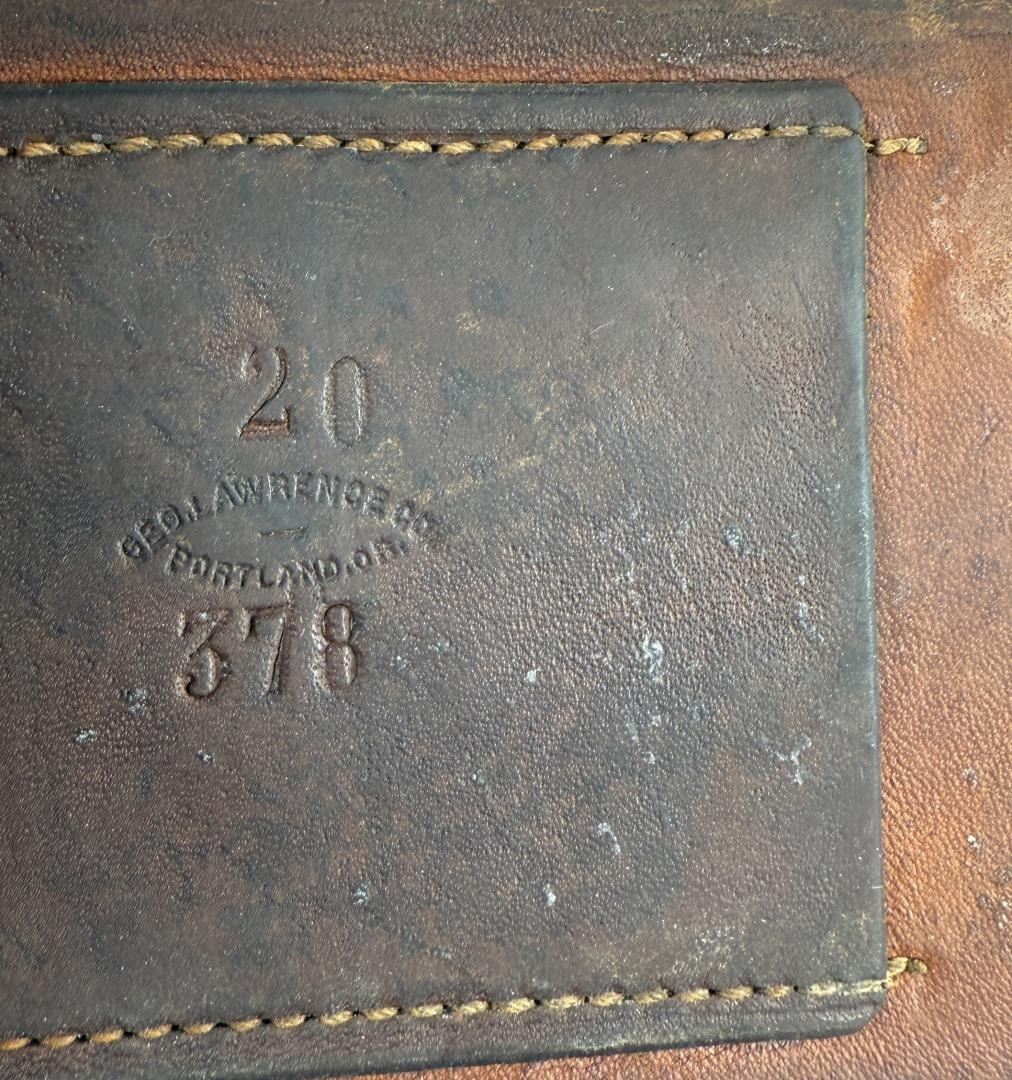 20
GEO. LAWRENCE CO.
PORTLAND, OR.
378